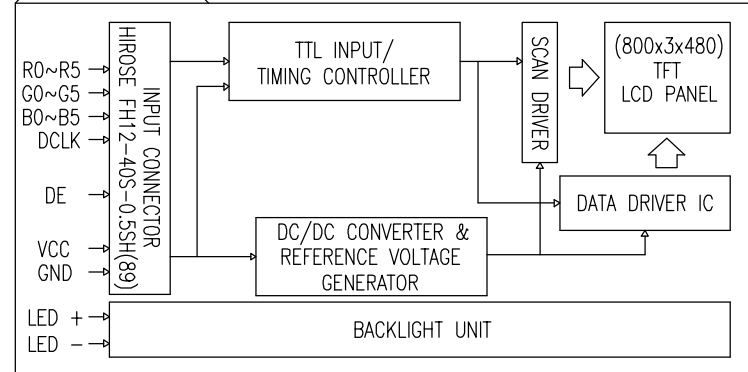 R0~R5
G0~G5
B0~B5
DCLK
DE
VCC
GND
LED +
LED -
INPUT CONNECTOR
HIROSE FH12-40S-0.5SH(89)
TTL INPUT/
TIMING CONTROLLER
SCAN DRIVER
(800x3x480)
TFT
LCD PANEL
DATA DRIVER IC
DC/DC CONVERTER &
REFERENCE VOLTAGE
GENERATOR
BACKLIGHT UNIT